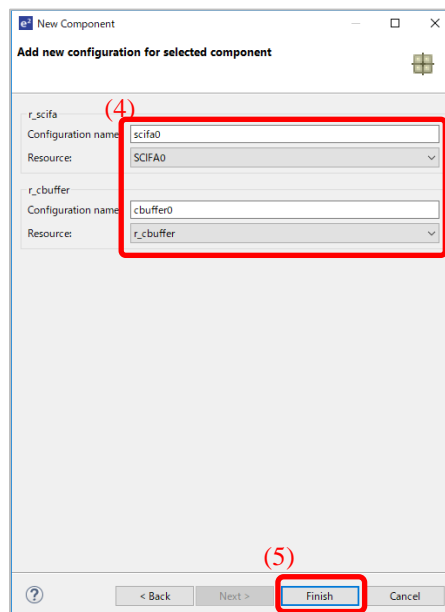 e² New Component
Add new configuration for selected component
r_scifa
(4)
Configuration name scifa0
Resource: SCIFA0
r_cbuffer
Configuration name cbuffer0
Resource: r_cbuffer
(5)
? < Back Next > Finish Cancel